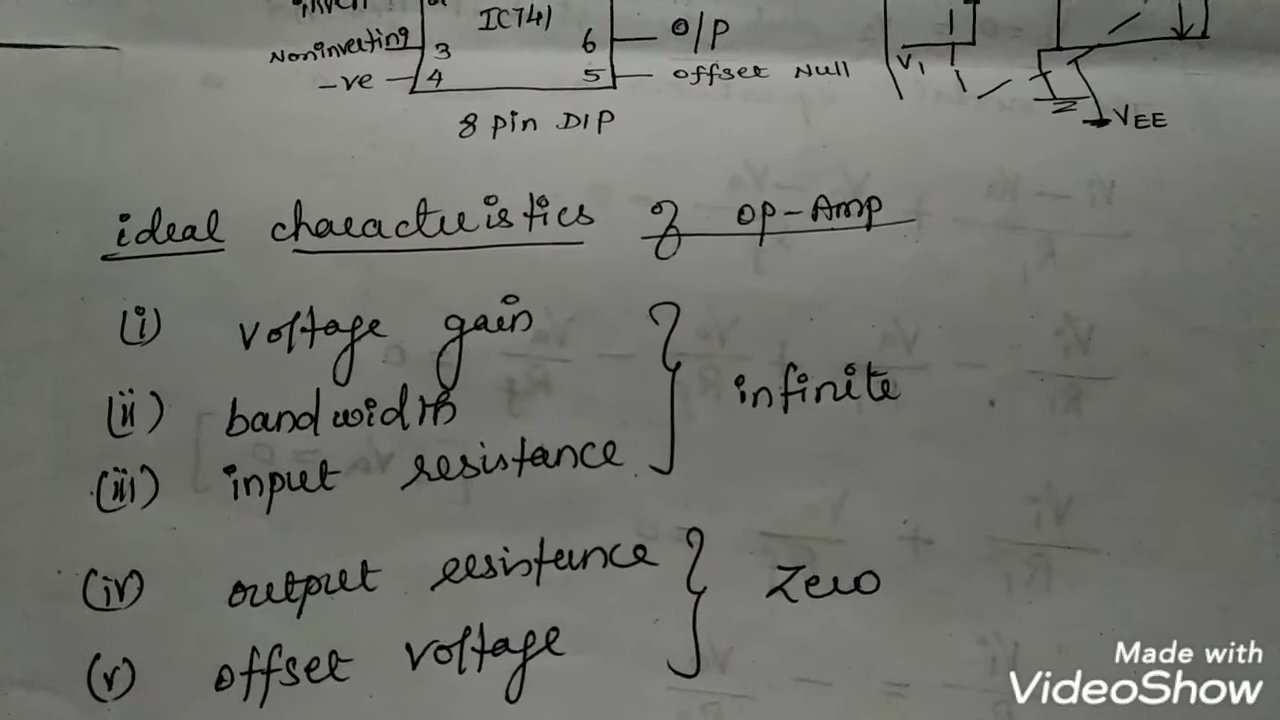 IC741
Noninverting 3
6 O/P
-ve 4
5 offset Null
8 pin DIP
V1
VEE
ideal characteristics of op-Amp
(i) voltage gain
(ii) bandwidth
(iii) input resistance
infinite
(iv) output resistance
(v) offset voltage
Zero
Made with
VideoShow